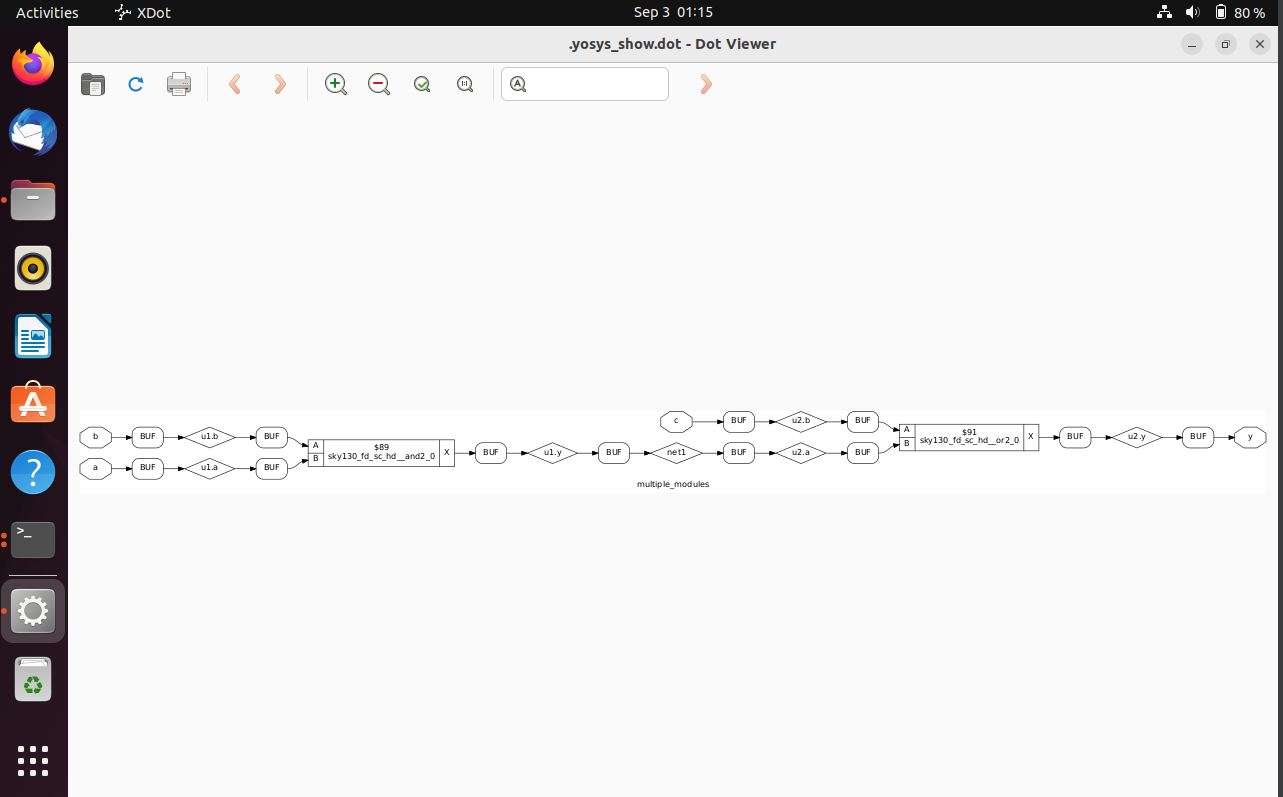 Activities XDot Sep 3 01:15 80 %
.yosys_show.dot - Dot Viewer
c BUF u2.b BUF
b BUF u1.b BUF
a BUF u1.a BUF
A
B
$89
sky130_fd_sc_hd__and2_0
X
BUF u1.y BUF net1 BUF u2.a BUF
A
B
$91
sky130_fd_sc_hd__or2_0
X
BUF u2.y BUF y
multiple_modules